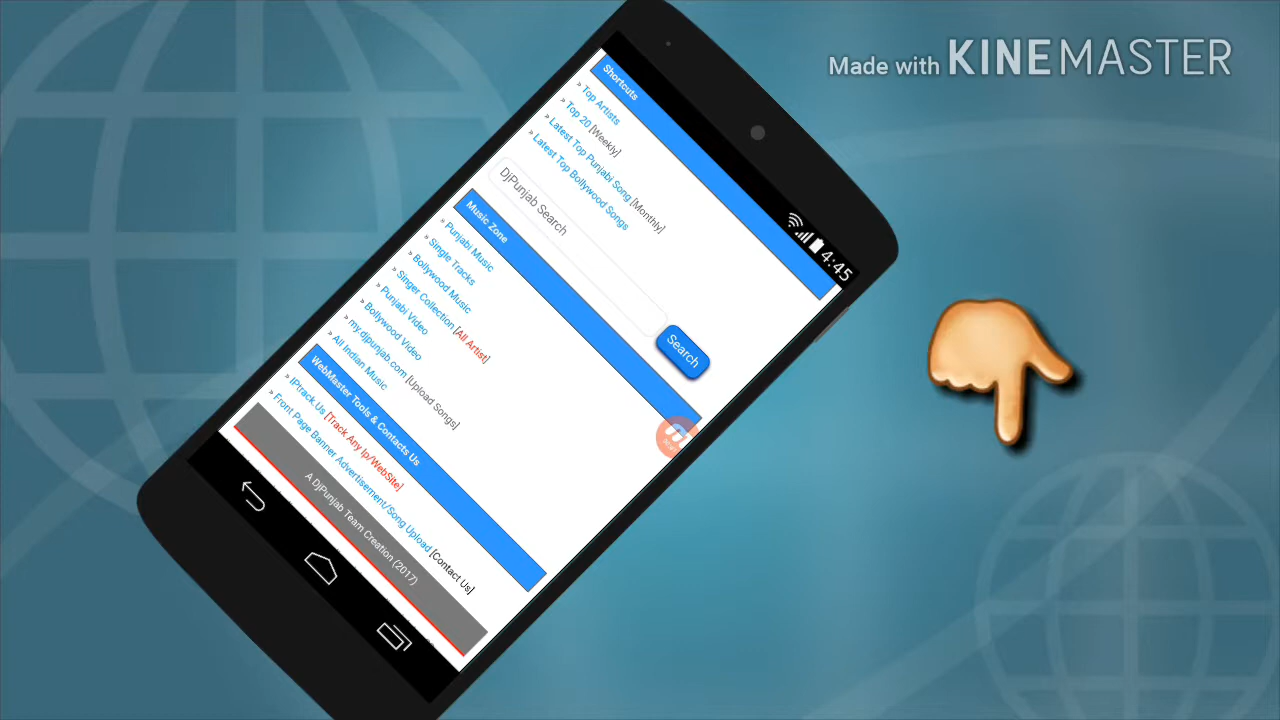 Made with KINEMASTER
4:45
Shortcuts
» Top Artists
» Top 20 [Weekly]
» Latest Top Punjabi Song [Monthly]
» Latest Top Bollywood Songs
DjPunjab Search
Search
Music Zone
» Punjabi Music
» Single Tracks
» Bollywood Music
» Singer Collection [All Artist]
» Punjabi Video
» Bollywood Video
» my.djpunjab.com [Upload Songs]
» All Indian Music
WebMaster Tools & Contacts Us
» IPtrack.Us [Track Any Ip/WebSite]
» Front Page Banner Advertisement/Song Upload [Contact Us]
A DjPunjab Team Creation (2017)